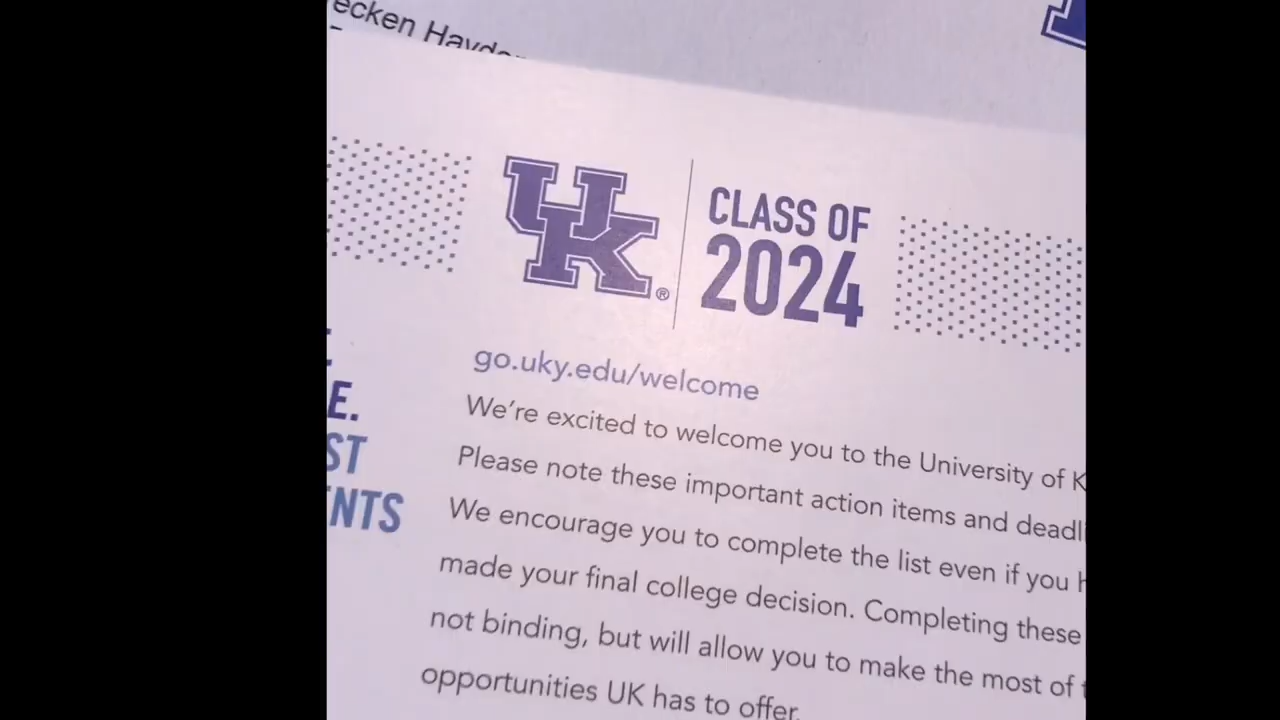 UK®
CLASS OF
2024
go.uky.edu/welcome
E.
ST
ENTS
We're excited to welcome you to the University of K
Please note these important action items and deadli
We encourage you to complete the list even if you h
made your final college decision. Completing these
not binding, but will allow you to make the most of t
opportunities UK has to offer.